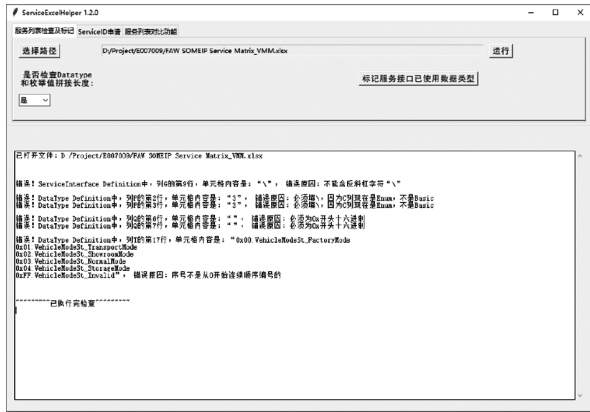 ServiceExcelHelper 1.2.0
服务列表检查及标记 ServiceID申请 服务列表对比功能
选择路径 D:/Project/E007009/FAW SOMEIP Service Matrix_VMM.xlsx 运行
是否检查Datatype
和枚举值拼接长度:
标记服务接口已使用数据类型
是
已打开文件: D:/Project/E007009/FAW SOMEIP Service Matrix_VMM.xlsx
错误! ServiceInterface Definition中, 列G的第9行, 单元格内容是: "\", 错误原因: 不能含反斜杠字符"\"
错误! DataType Definition中, 列P的第2行, 单元格内容是: "3", 错误原因: 必须填\, 因为C列现在是Enum, 不是Basic
错误! DataType Definition中, 列P的第3行, 单元格内容是: "3", 错误原因: 必须填\, 因为C列现在是Enum, 不是Basic
错误! DataType Definition中, 列Q的第6行, 单元格内容是: "", 错误原因: 必须为0x开头十六进制
错误! DataType Definition中, 列Q的第7行, 单元格内容是: "", 错误原因: 必须为0x开头十六进制
错误! DataType Definition中, 列T的第17行, 单元格内容是: "0x00:VehicleModeSt_FactoryMode
0x01:VehicleModeSt_TransportMode
0x02:VehicleModeSt_ShowroomMode
0x03:VehicleModeSt_NormalMode
0x04:VehicleModeSt_StorageMode
0xFF:VehicleModeSt_Invalid", 错误原因: 序号不是从0开始连续顺序编号的
~~~~~~~~~已执行完检查~~~~~~~~~